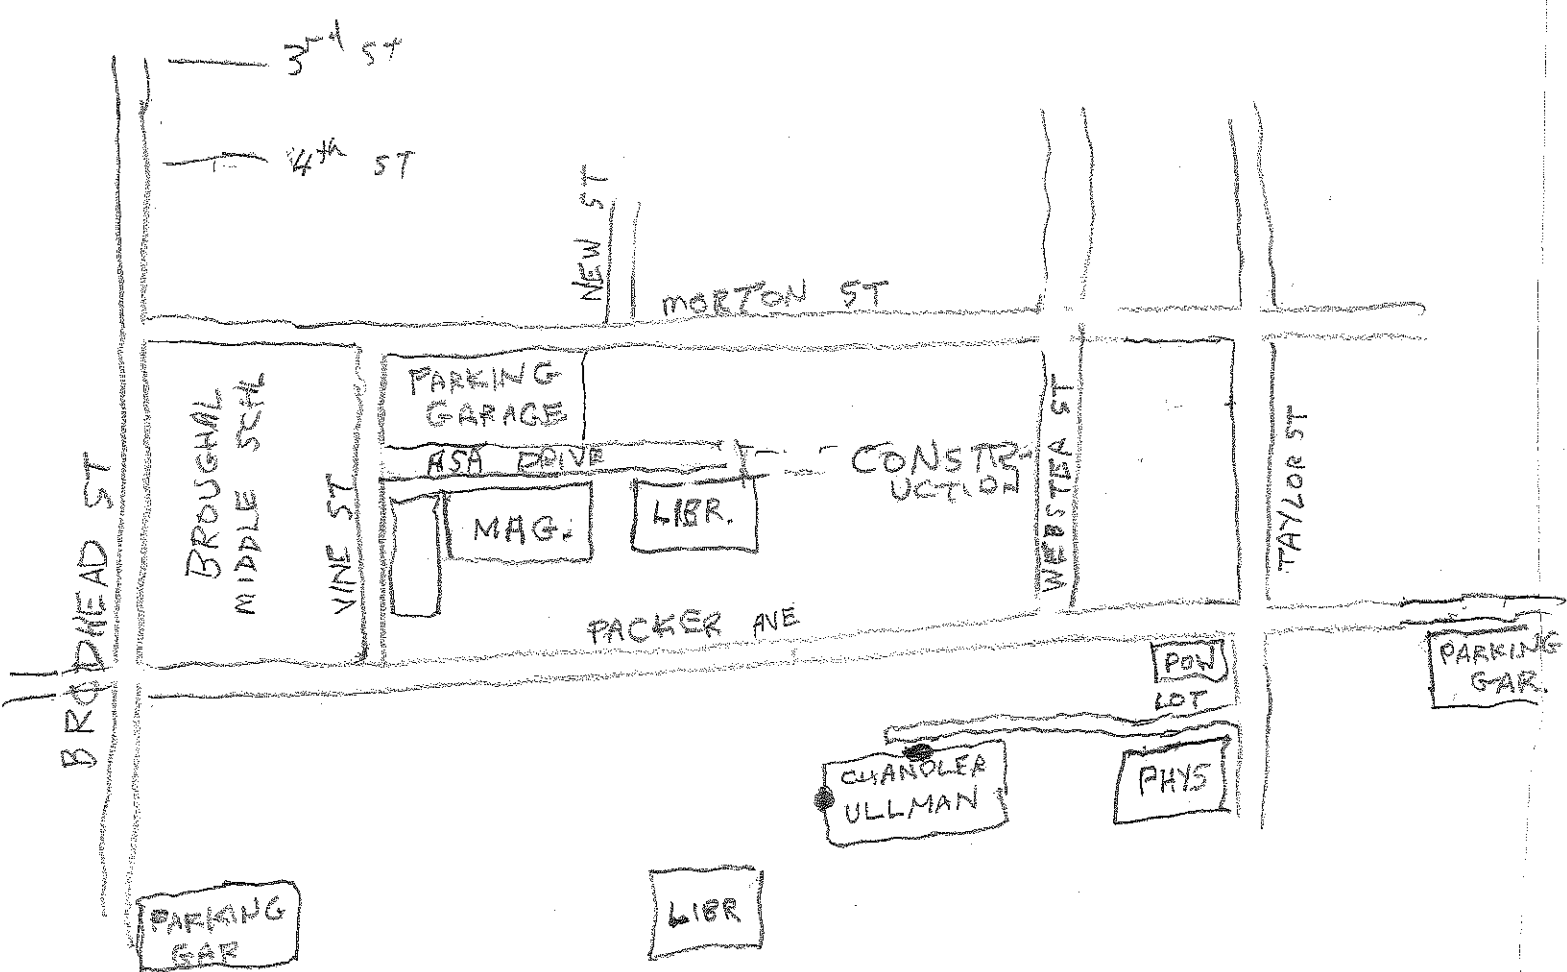 3rd ST
4th ST
NEW ST
MORTON ST
PARKING
GARAGE
BROUGHAL
MIDDLE SCHL
ASA DRIVE
CONSTR-
UCTION
WEBSTER ST
TAYLOR ST
BRODHEAD ST
VINE ST
MAG.
LIBR.
PACKER AVE
POW
LOT
PARKING
GAR.
CHANDLER
ULLMAN
PHYS
PARKING
GAR
LIBR